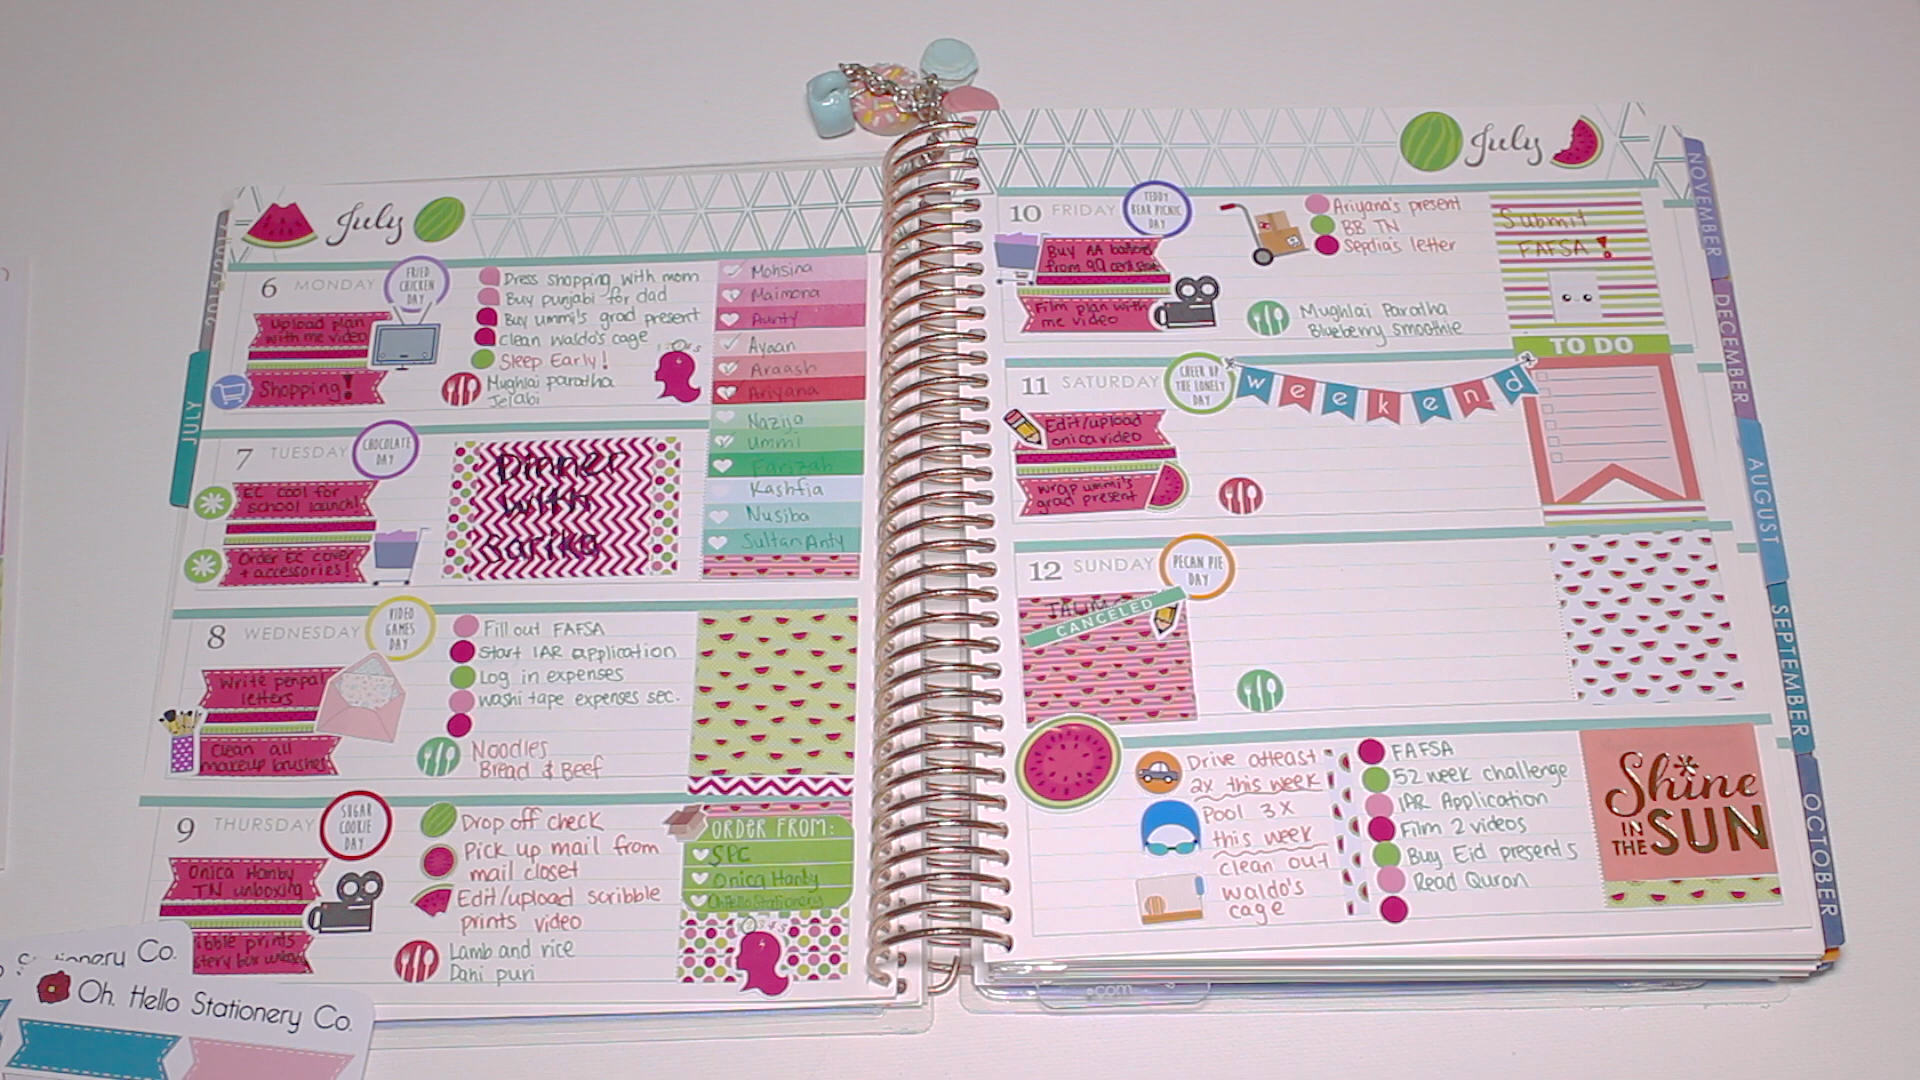 July
6 MONDAY
FRIED
CHICKEN
DAY
Upload plan
with me video
Shopping!
Dress shopping with mom
Buy punjabi for dad
Buy ummi's grad present
Clean waldo's cage
Sleep Early!
Mughlai paratha
Jelabi
Mohsina
Maimona
Aunty
Ayaan
Araash
Ariyana
Naziya
Ummi
Farizah
Kashfia
Nusiba
Sultan Anty
7 TUESDAY
CHOCOLATE
DAY
EC cool for
school launch!
Order EC cover
+ accessories!
Dinner
with
Sarika
8 WEDNESDAY
VIDEO
GAMES
DAY
Write penpal
letters
Clean all
makeup brushes
Fill out FAFSA
Start IAR application
Log in expenses
washi tape expenses sec.
Noodles
Bread & Beef
9 THURSDAY
SUGAR
COOKIE
DAY
Onica Hanby
TN unboxing
ibble prints
Drop off check
Pick up mail from
mail closet
Edit/upload scribble
prints video
Lamb and rice
Dahi puri
ORDER FROM:
SPC
Onica Hanby
OhHelloStationery
July
10 FRIDAY
TEDDY
BEAR PICNIC
DAY
Buy AA batteries
from 99 cent store
Film plan with
me video
Ariyana's present
BB TN
Sepdia's letter
Mughlai Paratha
Blueberry smoothie
Submit
FAFSA!
11 SATURDAY
CHEER UP
THE LONELY
DAY
weekend
Edit/upload
onica video
Wrap ummi's
grad present
TO DO
12 SUNDAY
PECAN PIE
DAY
CANCELED
Drive atleast
2x this week
Pool 3x
this week
clean out
waldo's
cage
FAFSA
52 week challenge
IAR Application
Film 2 videos
Buy Eid presents
Read Quran
Shine
IN
THE SUN
JULY
NOVEMBER
DECEMBER
AUGUST
SEPTEMBER
OCTOBER
Stationery Co.
Oh, Hello Stationery Co.
.com